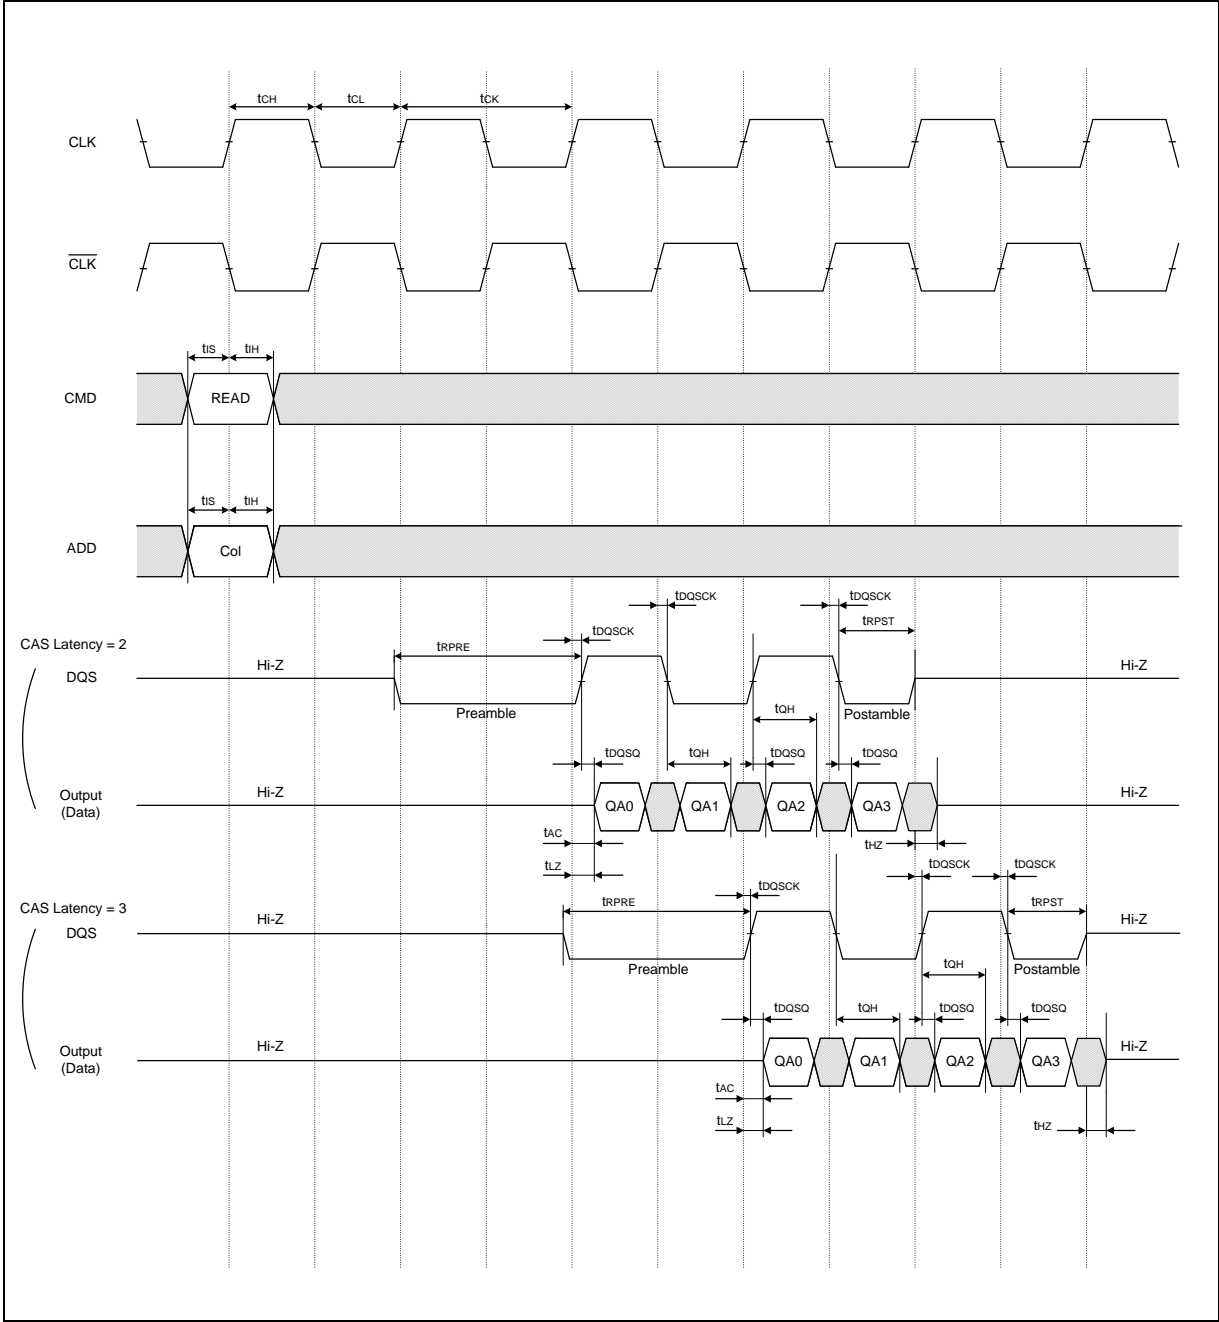 tCH tCL tCK
CLK
CLK
tIS tIH
CMD READ
tIS tIH
ADD Col
tDQSCK tDQSCK
tRPST
tDQSCK
CAS Latency = 2
tRPRE
Hi-Z Hi-Z
DQS
Preamble tQH Postamble
tDQSQ tQH tDQSQ tDQSQ
Hi-Z Hi-Z
Output
(Data)
QA0 QA1 QA2 QA3
tAC
tHZ
tLZ
tDQSCK tDQSCK
tDQSCK
CAS Latency = 3
tRPRE tRPST
Hi-Z Hi-Z
DQS
Preamble tQH Postamble
tDQSQ tQH tDQSQ tDQSQ
Hi-Z Hi-Z
Output
(Data)
QA0 QA1 QA2 QA3
tAC
tLZ tHZ